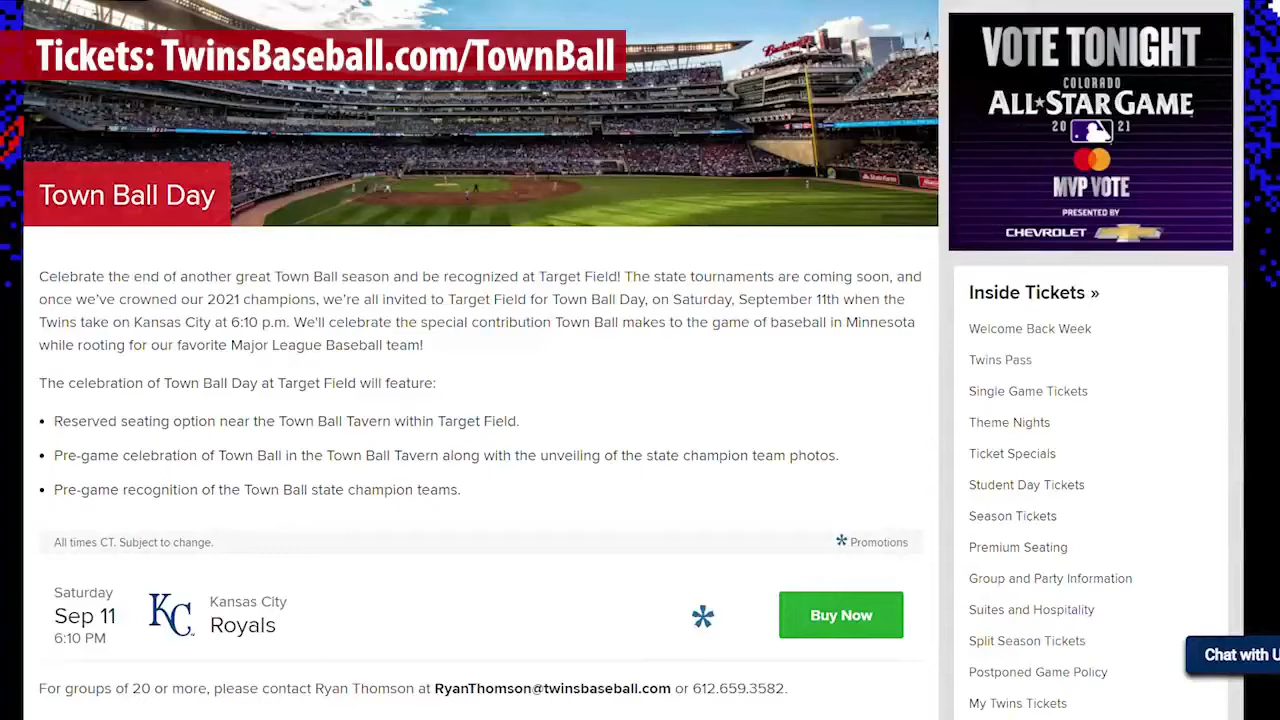 Tickets: TwinsBaseball.com/TownBall
Town Ball Day
Celebrate the end of another great Town Ball season and be recognized at Target Field! The state tournaments are coming soon, and
once we've crowned our 2021 champions, we're all invited to Target Field for Town Ball Day, on Saturday, September 11th when the
Twins take on Kansas City at 6:10 p.m. We'll celebrate the special contribution Town Ball makes to the game of baseball in Minnesota
while rooting for our favorite Major League Baseball team!
The celebration of Town Ball Day at Target Field will feature:
• Reserved seating option near the Town Ball Tavern within Target Field.
• Pre-game celebration of Town Ball in the Town Ball Tavern along with the unveiling of the state champion team photos.
• Pre-game recognition of the Town Ball state champion teams.
All times CT. Subject to change.
* Promotions
Saturday
Sep 11
6:10 PM
KC
Kansas City
Royals
*
Buy Now
For groups of 20 or more, please contact Ryan Thomson at RyanThomson@twinsbaseball.com or 612.659.3582.
VOTE TONIGHT
COLORADO
ALL★STAR GAME
20 21
MVP VOTE
PRESENTED BY
CHEVROLET
Inside Tickets »
Welcome Back Week
Twins Pass
Single Game Tickets
Theme Nights
Ticket Specials
Student Day Tickets
Season Tickets
Premium Seating
Group and Party Information
Suites and Hospitality
Split Season Tickets
Postponed Game Policy
My Twins Tickets
Chat with U